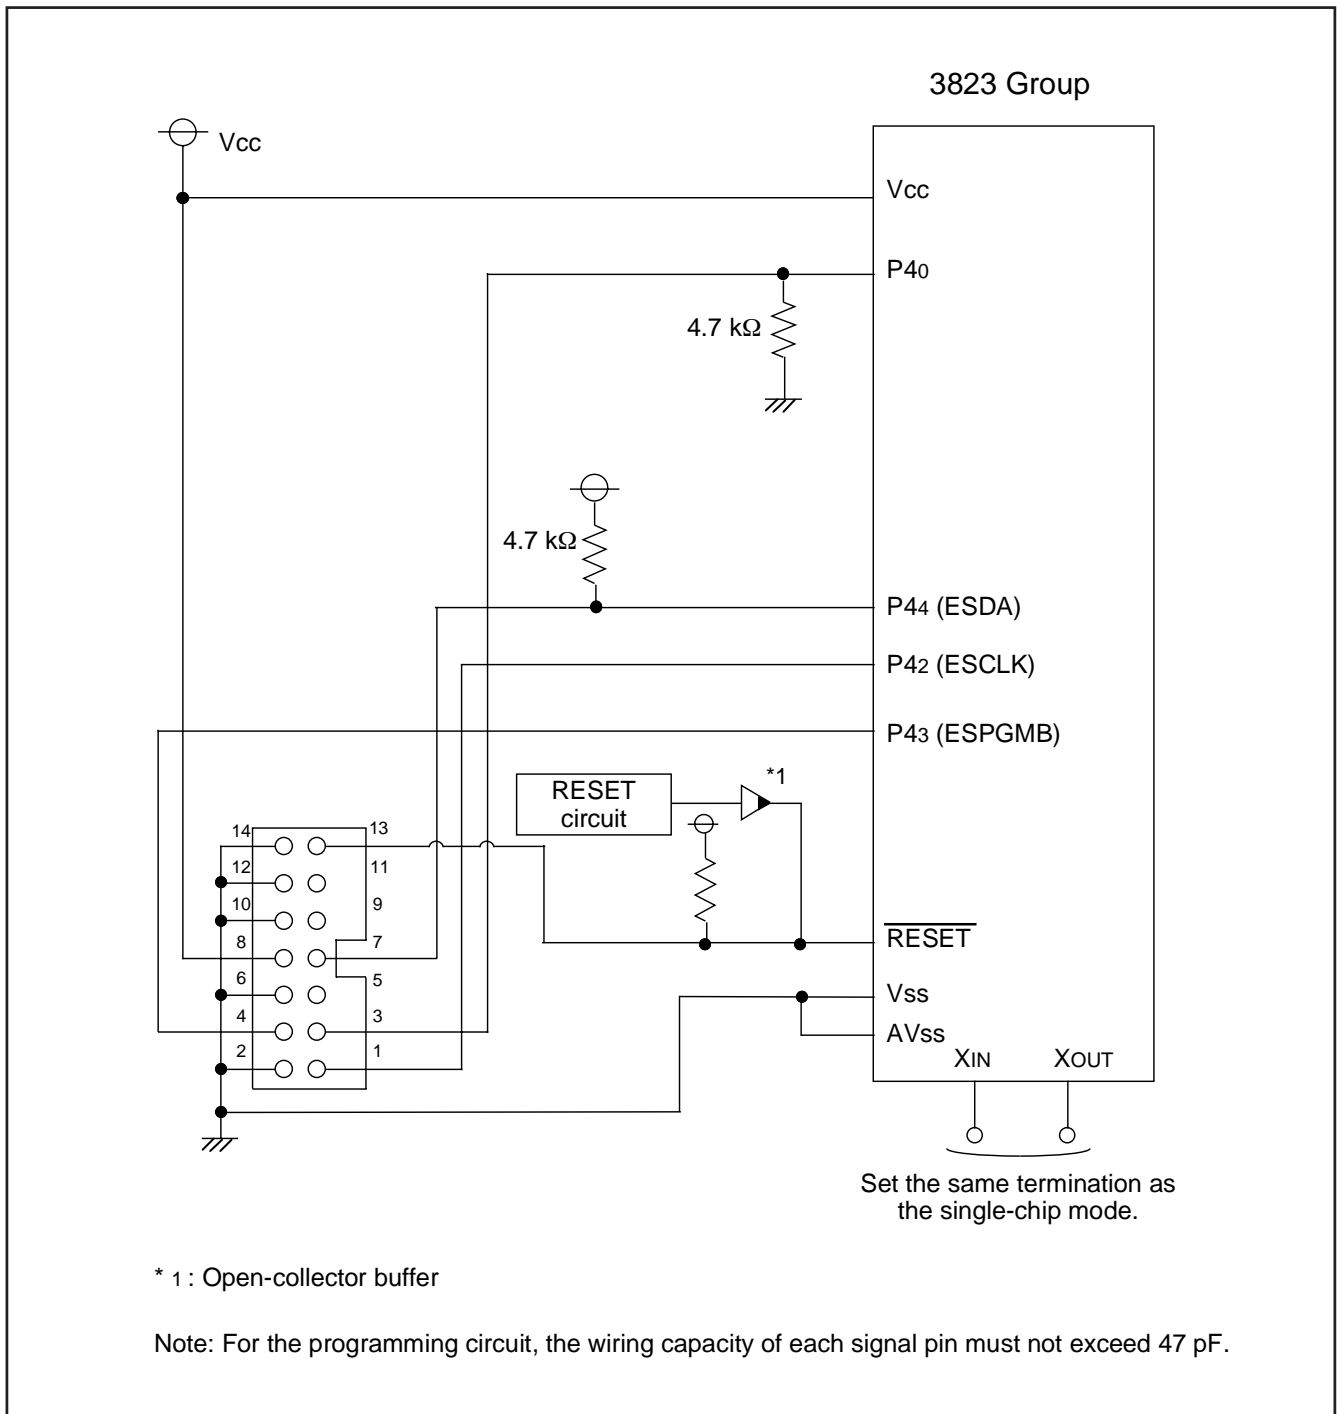 3823 Group
Vcc
Vcc
P40
4.7 kΩ
4.7 kΩ
P44 (ESDA)
P42 (ESCLK)
P43 (ESPGMB)
*1
RESET
circuit
14
13
12
11
10
9
8
7
6
5
4
3
2
1
RESET
Vss
AVss
XIN
XOUT
Set the same termination as
the single-chip mode.
* 1 : Open-collector buffer
Note: For the programming circuit, the wiring capacity of each signal pin must not exceed 47 pF.